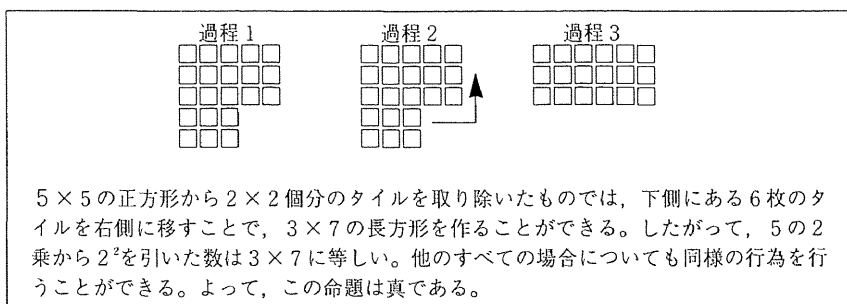 過程1 過程2 過程3
5×5の正方形から2×2個分のタイルを取り除いたものでは，下側にある6枚のタ
イルを右側に移すことで，3×7の長方形を作ることができる。したがって，5の2
乗から2²を引いた数は3×7に等しい。他のすべての場合についても同様の行為を行
うことができる。よって，この命題は真である。